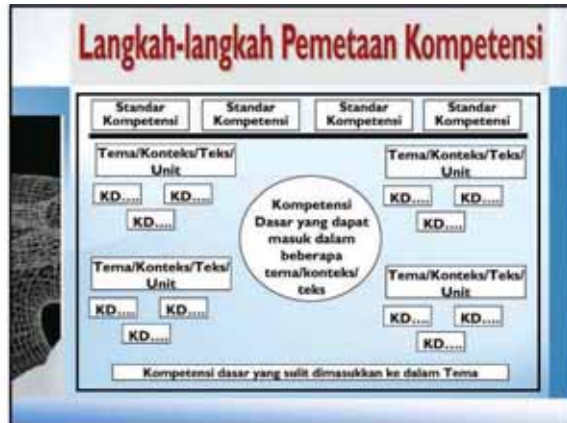 Langkah-langkah Pemetaan Kompetensi
Standar
Kompetensi
Standar
Kompetensi
Standar
Kompetensi
Standar
Kompetensi
Tema/Konteks/Teks/
Unit
KD.... KD....
KD....
Tema/Konteks/Teks/
Unit
KD.... KD....
KD....
Kompetensi
Dasar yang dapat
masuk dalam
beberapa
tema/konteks/
teks
Tema/Konteks/Teks/
Unit
KD.... KD....
KD....
Tema/Konteks/Teks/
Unit
KD.... KD....
KD....
Kompetensi dasar yang sulit dimasukkan ke dalam Tema